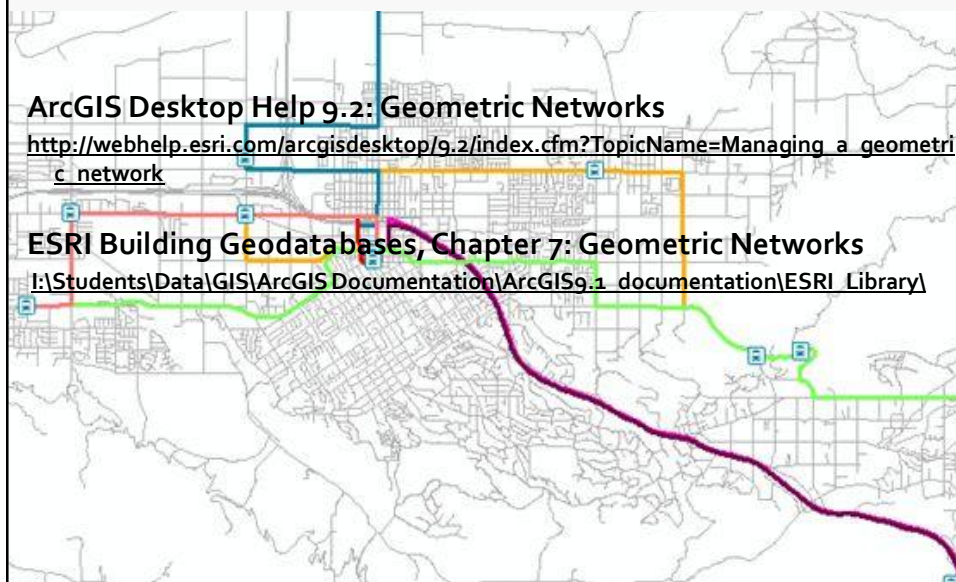 ArcGIS Desktop Help 9.2: Geometric Networks
http://webhelp.esri.com/arcgisdesktop/9.2/index.cfm?TopicName=Managing_a_geometri
c_network
ESRI Building Geodatabases, Chapter 7: Geometric Networks
I:\Students\Data\GIS\ArcGIS Documentation\ArcGIS9.1_documentation\ESRI_Library\